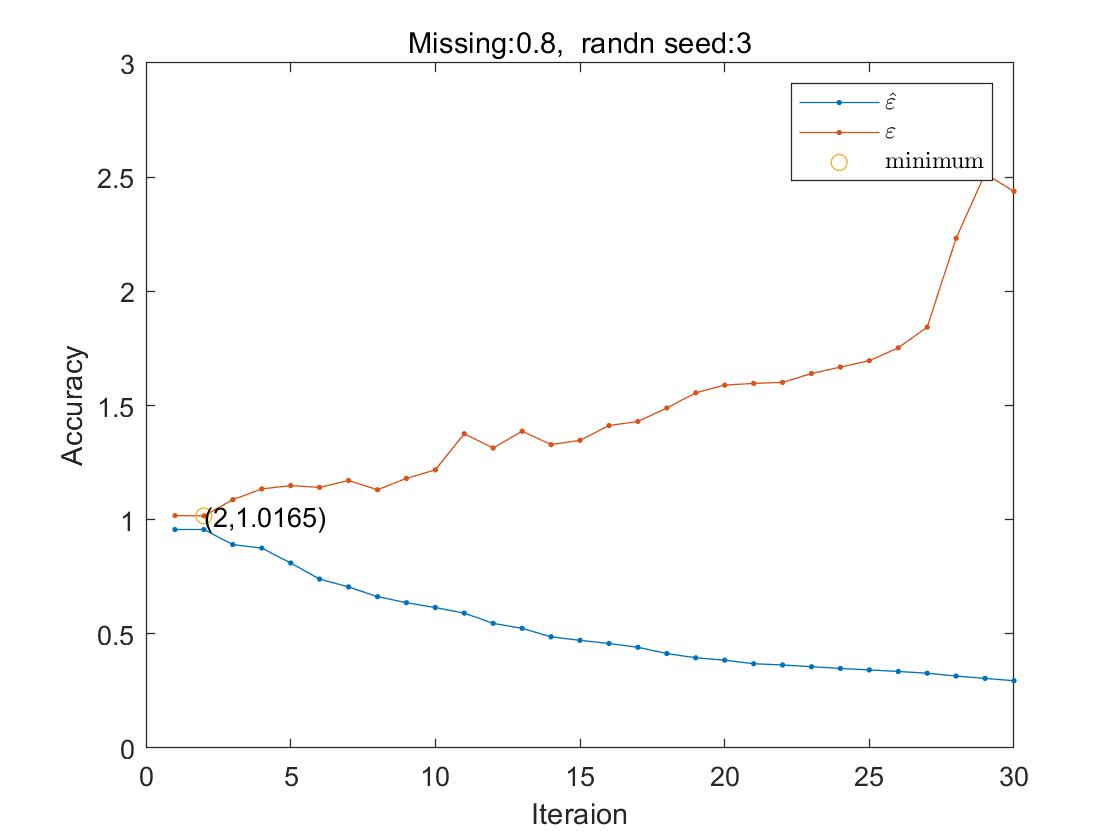 Missing:0.8,  randn seed:3
3
2.5
2
1.5
1
0.5
0
Accuracy
ε̂
ε
minimum
(2,1.0165)
0 5 10 15 20 25 30
Iteraion